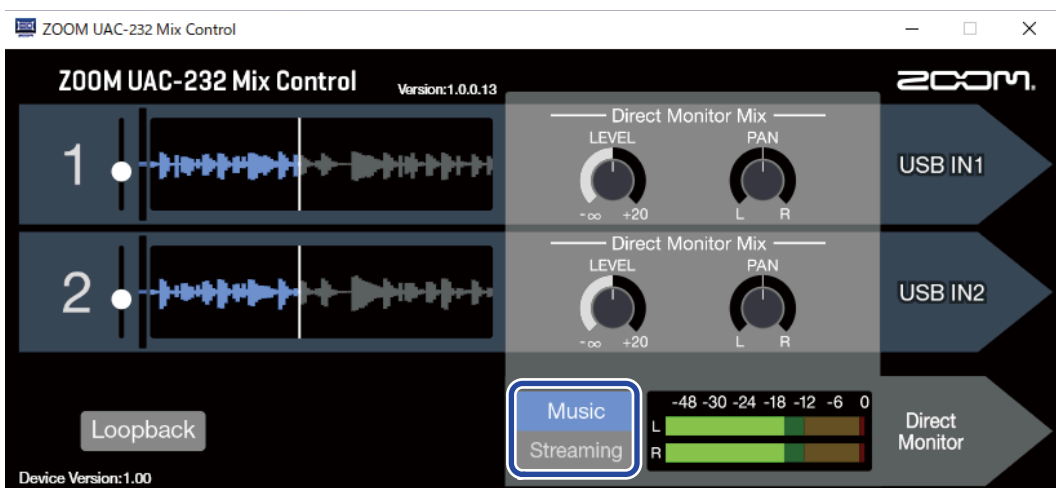 ZOOM UAC-232 Mix Control
ZOOM UAC-232 Mix Control
Version:1.0.0.13
ZOOM
1
Direct Monitor Mix
LEVEL
PAN
-∞ +20
L R
USB IN1
2
Direct Monitor Mix
LEVEL
PAN
-∞ +20
L R
USB IN2
Loopback
Music
Streaming
-48 -30 -24 -18 -12 -6 0
L
R
Direct
Monitor
Device Version:1.00